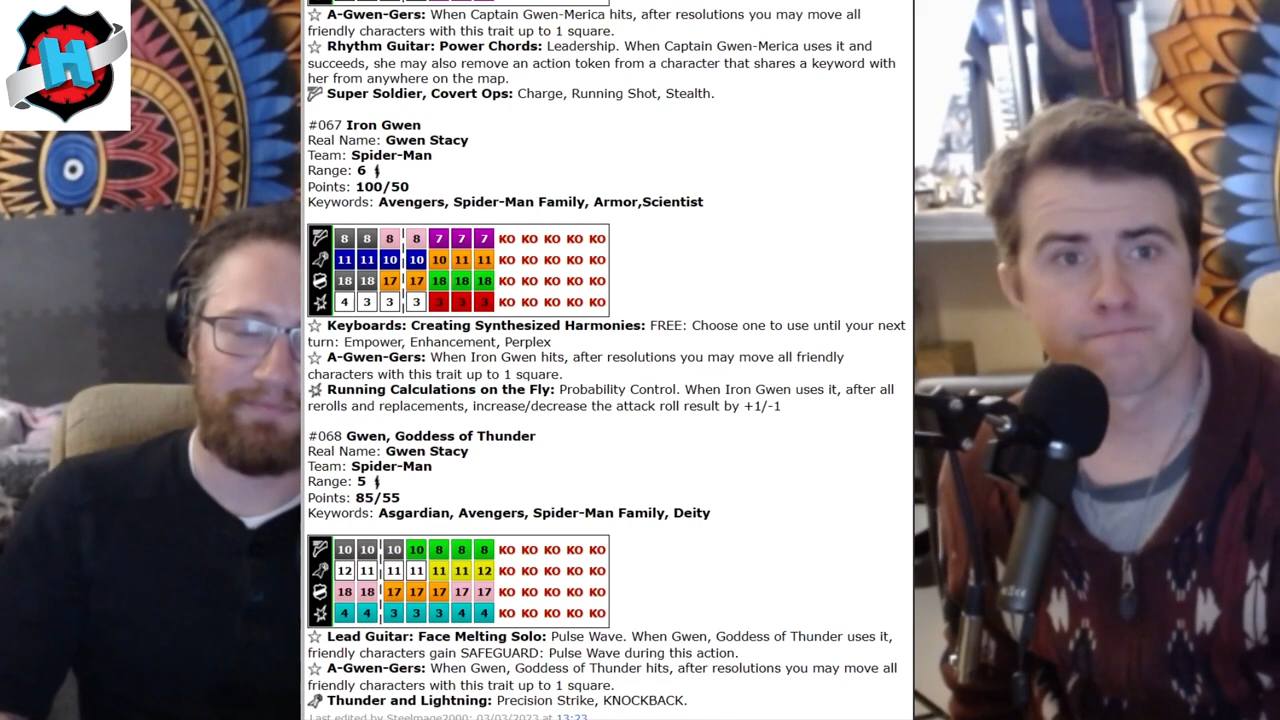 H
A-Gwen-Gers: When Captain Gwen-Merica hits, after resolutions you may move all
friendly characters with this trait up to 1 square.
Rhythm Guitar: Power Chords: Leadership. When Captain Gwen-Merica uses it and
succeeds, she may also remove an action token from a character that shares a keyword with
her from anywhere on the map.
Super Soldier, Covert Ops: Charge, Running Shot, Stealth.
#067 Iron Gwen
Real Name: Gwen Stacy
Team: Spider-Man
Range: 6
Points: 100/50
Keywords: Avengers, Spider-Man Family, Armor,Scientist
8 8 8 8 7 7 7 KO KO KO KO KO
11 11 10 10 10 11 11 KO KO KO KO KO
18 18 17 17 18 18 18 KO KO KO KO KO
4 3 3 3 3 3 3 KO KO KO KO KO
Keyboards: Creating Synthesized Harmonies: FREE: Choose one to use until your next
turn: Empower, Enhancement, Perplex
A-Gwen-Gers: When Iron Gwen hits, after resolutions you may move all friendly
characters with this trait up to 1 square.
Running Calculations on the Fly: Probability Control. When Iron Gwen uses it, after all
rerolls and replacements, increase/decrease the attack roll result by +1/-1
#068 Gwen, Goddess of Thunder
Real Name: Gwen Stacy
Team: Spider-Man
Range: 5
Points: 85/55
Keywords: Asgardian, Avengers, Spider-Man Family, Deity
10 10 10 10 8 8 8 KO KO KO KO KO
12 11 11 11 11 11 12 KO KO KO KO KO
18 18 17 17 17 17 17 KO KO KO KO KO
4 4 3 3 3 4 4 KO KO KO KO KO
Lead Guitar: Face Melting Solo: Pulse Wave. When Gwen, Goddess of Thunder uses it,
friendly characters gain SAFEGUARD: Pulse Wave during this action.
A-Gwen-Gers: When Gwen, Goddess of Thunder hits, after resolutions you may move all
friendly characters with this trait up to 1 square.
Thunder and Lightning: Precision Strike, KNOCKBACK.
Last edited by Steelmage2000; 03/03/2023 at 13:23